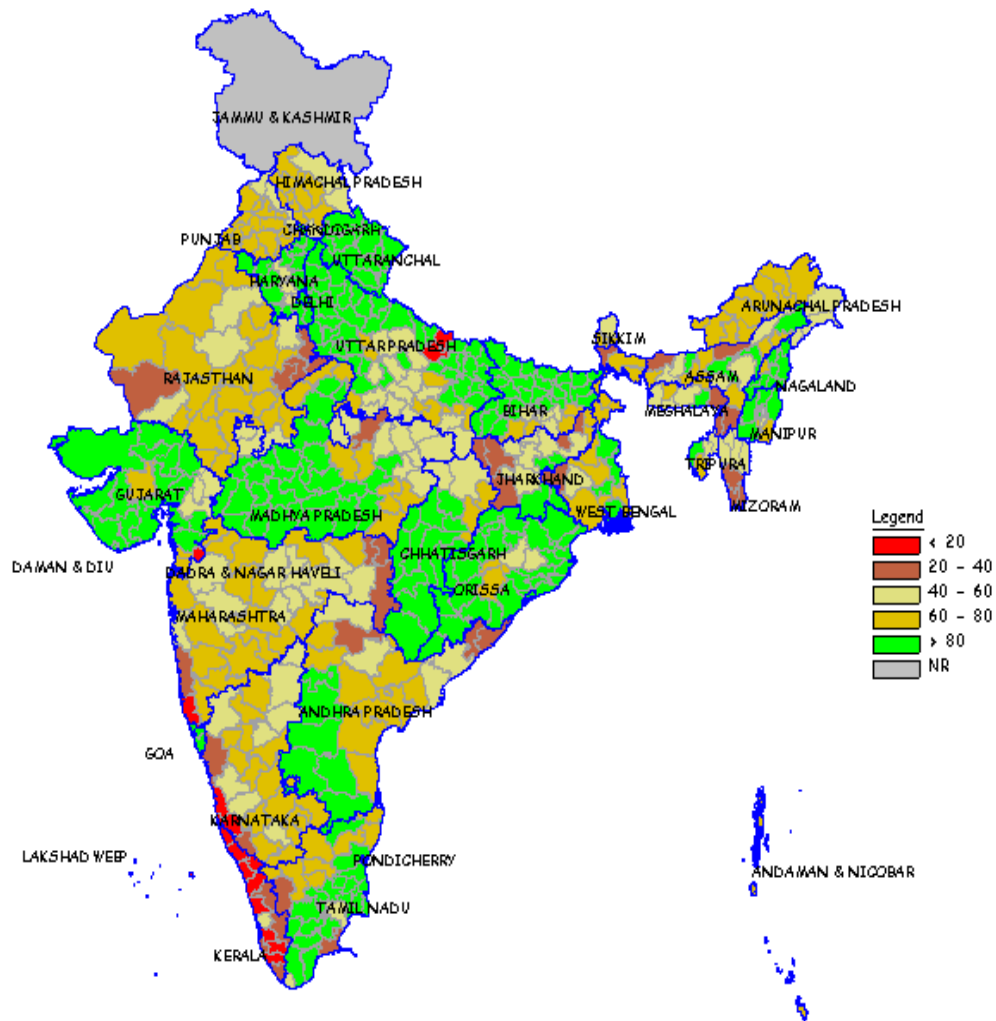 JAMMU & KASHMIR
HIMACHAL PRADESH
CHANDIGARH
PUNJAB
UTTARANCHAL
HARYANA
DELHI
ARUNACHAL PRADESH
SIKKIM
UTTAR PRADESH
RAJASTHAN
ASSAM
NAGALAND
BIHAR
MEGHALAYA
MANIPUR
TRIPURA
JHARKHAND
GUJARAT
MIZORAM
WEST BENGAL
MADHYA PRADESH
Legend
< 20
20 - 40
40 - 60
60 - 80
> 80
NR
CHHATISGARH
DAMAN & DIU
DADRA & NAGAR HAVELI
ORISSA
MAHARASHTRA
ANDHRA PRADESH
GOA
KARNATAKA
LAKSHADWEEP
PONDICHERRY
ANDAMAN & NICOBAR
TAMIL NADU
KERALA